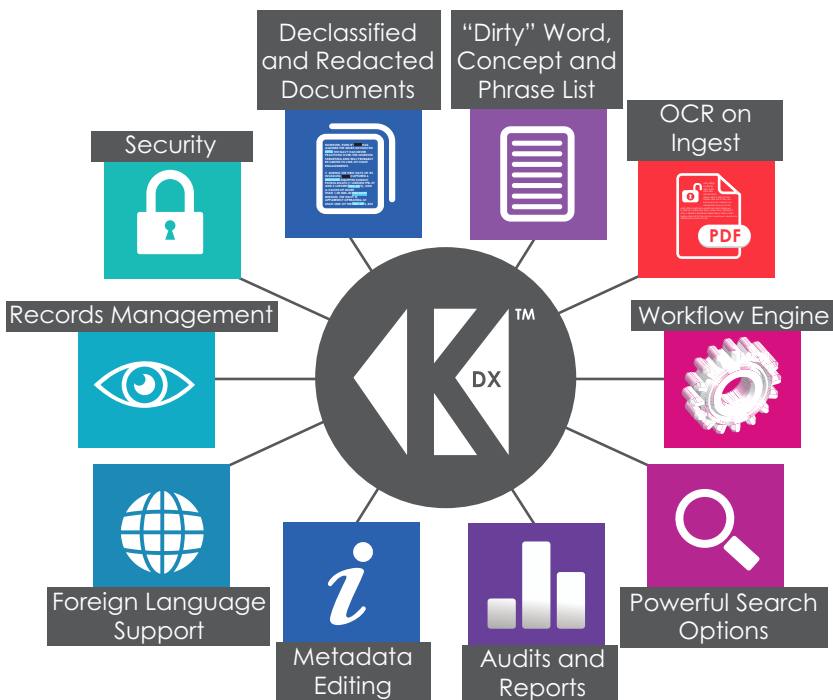 Declassified
and Redacted
Documents
“Dirty” Word,
Concept and
Phrase List
OCR on
Ingest
PDF
Security
Records Management
Workflow Engine
TM
DX
Foreign Language
Support
Metadata
Editing
Audits and
Reports
Powerful Search
Options